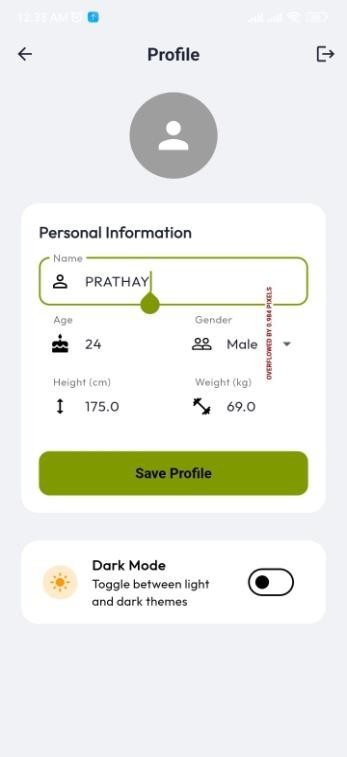 12:33 AM
Profile
Personal Information
Name
PRATHAY
Age
Gender
24
Male
OVERFLOWED BY 0.984 PIXELS
Height (cm)
Weight (kg)
175.0
69.0
Save Profile
Dark Mode
Toggle between light
and dark themes